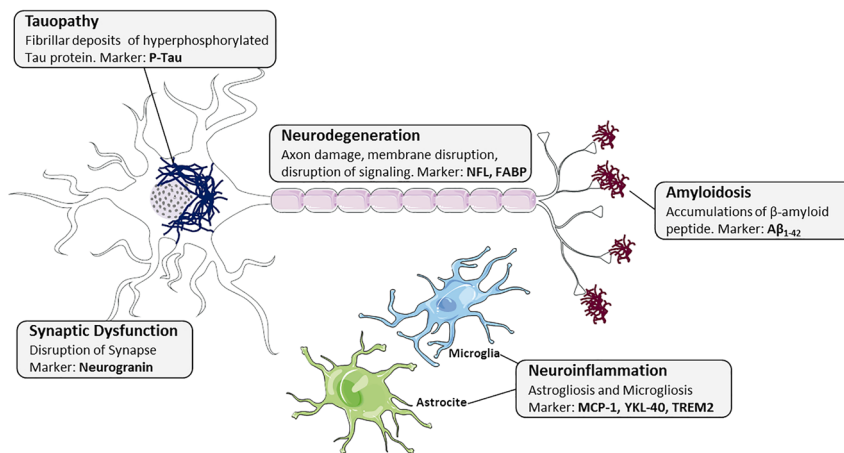 Tauopathy
Fibrillar deposits of hyperphosphorylated
Tau protein. Marker: P-Tau
Neurodegeneration
Axon damage, membrane disruption,
disruption of signaling. Marker: NFL, FABP
Amyloidosis
Accumulations of β-amyloid
peptide. Marker: Aβ1-42
Synaptic Dysfunction
Disruption of Synapse
Marker: Neurogranin
Microglia
Astrocite
Neuroinflammation
Astrogliosis and Microgliosis
Marker: MCP-1, YKL-40, TREM2